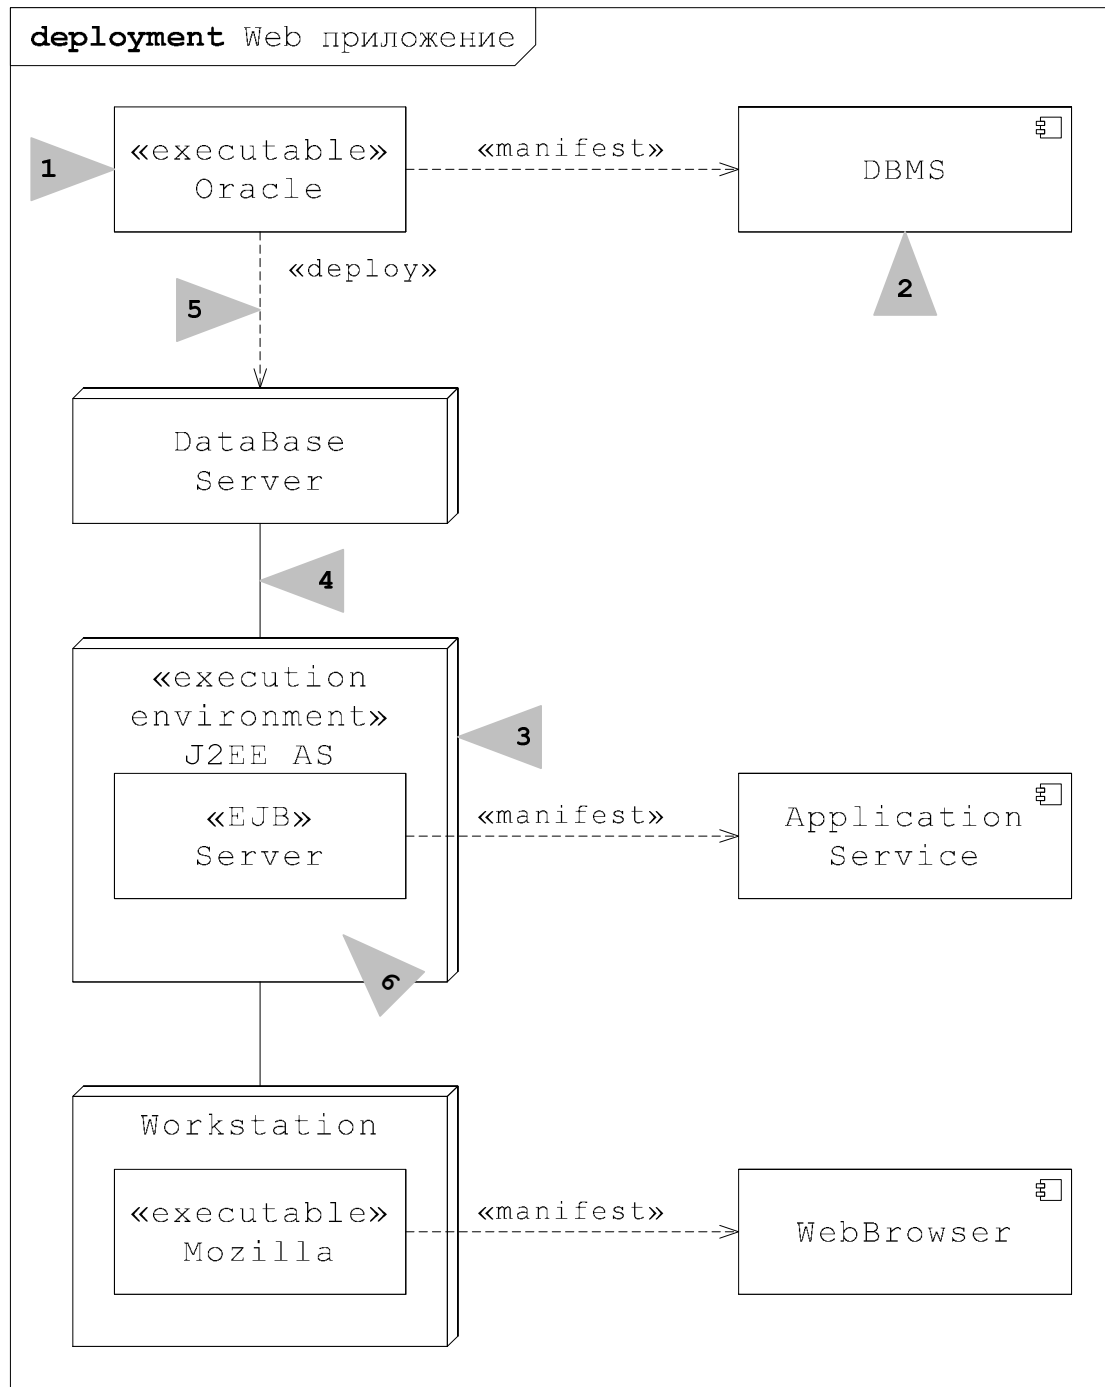 deployment Web приложение
«executable»
Oracle
«manifest»
DBMS
1
2
«deploy»
5
DataBase
Server
4
«execution
environment»
J2EE AS
3
«EJB»
Server
«manifest»
Application
Service
6
Workstation
«executable»
Mozilla
«manifest»
WebBrowser